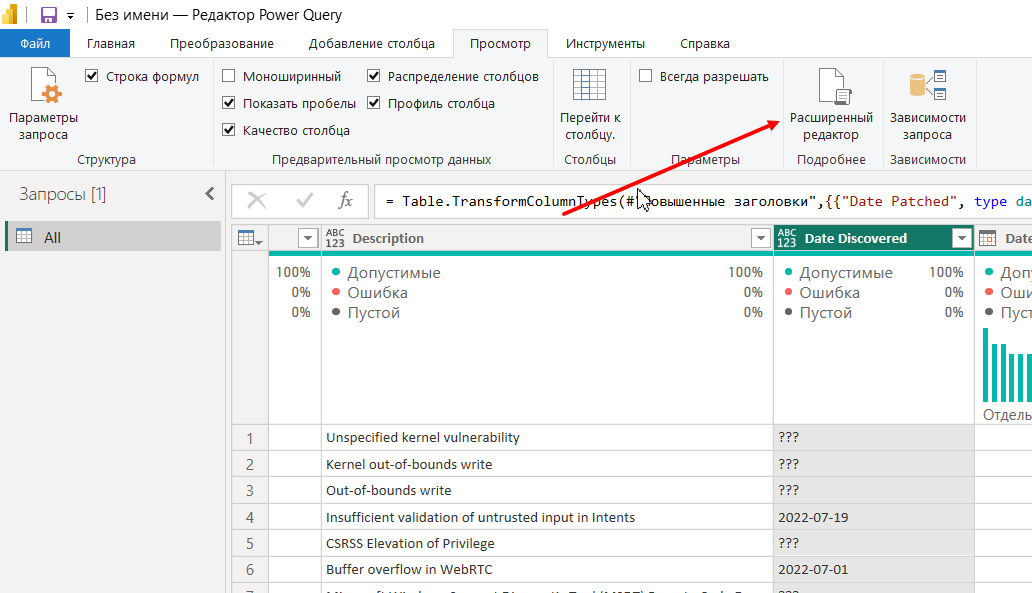 Без имени — Редактор Power Query
Файл Главная Преобразование Добавление столбца Просмотр Инструменты Справка
Параметры запроса
Строка формул
Структура
Моноширинный
Показать пробелы
Качество столбца
Распределение столбцов
Профиль столбца
Предварительный просмотр данных
Перейти к
столбцу.
Столбцы
Всегда разрешать
Параметры
Расширенный
редактор
Подробнее
Зависимости
запроса
Зависимости
Запросы [1]
All
fx = Table.TransformColumnTypes(#"Повышенные заголовки",{{"Date Patched", type da
ABC 123 Description ABC 123 Date Discovered Date
100% Допустимые 100% Допустимые 100% Доп
0% Ошибка 0% Ошибка 0% Оши
0% Пустой 0% Пустой 0% Пуст
Отдель
1 Unspecified kernel vulnerability ???
2 Kernel out-of-bounds write ???
3 Out-of-bounds write ???
4 Insufficient validation of untrusted input in Intents 2022-07-19
5 CSRSS Elevation of Privilege ???
6 Buffer overflow in WebRTC 2022-07-01